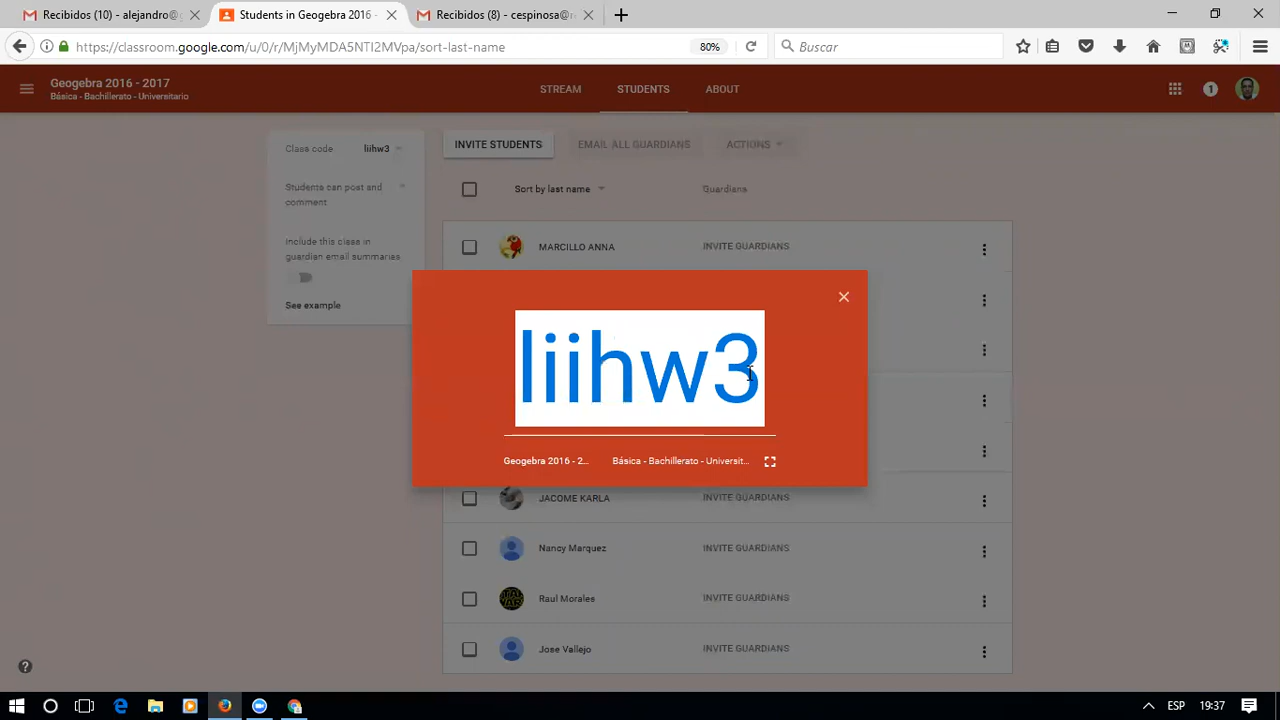 Recibidos (10) - alejandro@g
Students in Geogebra 2016 -
Recibidos (8) - cespinosa@r
https://classroom.google.com/u/0/r/MjMyMDA5NTI2MVpa/sort-last-name
80%
Buscar
Geogebra 2016 - 2017
Básica - Bachillerato - Universitario
STREAM
STUDENTS
ABOUT
1
Class code
liihw3
Students can post and
comment
Include this class in
guardian email summaries
See example
INVITE STUDENTS
EMAIL ALL GUARDIANS
ACTIONS
Sort by last name
Guardians
MARCILLO ANNA
INVITE GUARDIANS
liihw3
Geogebra 2016 - 2...
Básica - Bachillerato - Universit...
JACOME KARLA
INVITE GUARDIANS
Nancy Marquez
INVITE GUARDIANS
Raul Morales
INVITE GUARDIANS
Jose Vallejo
INVITE GUARDIANS
?
ESP
19:37